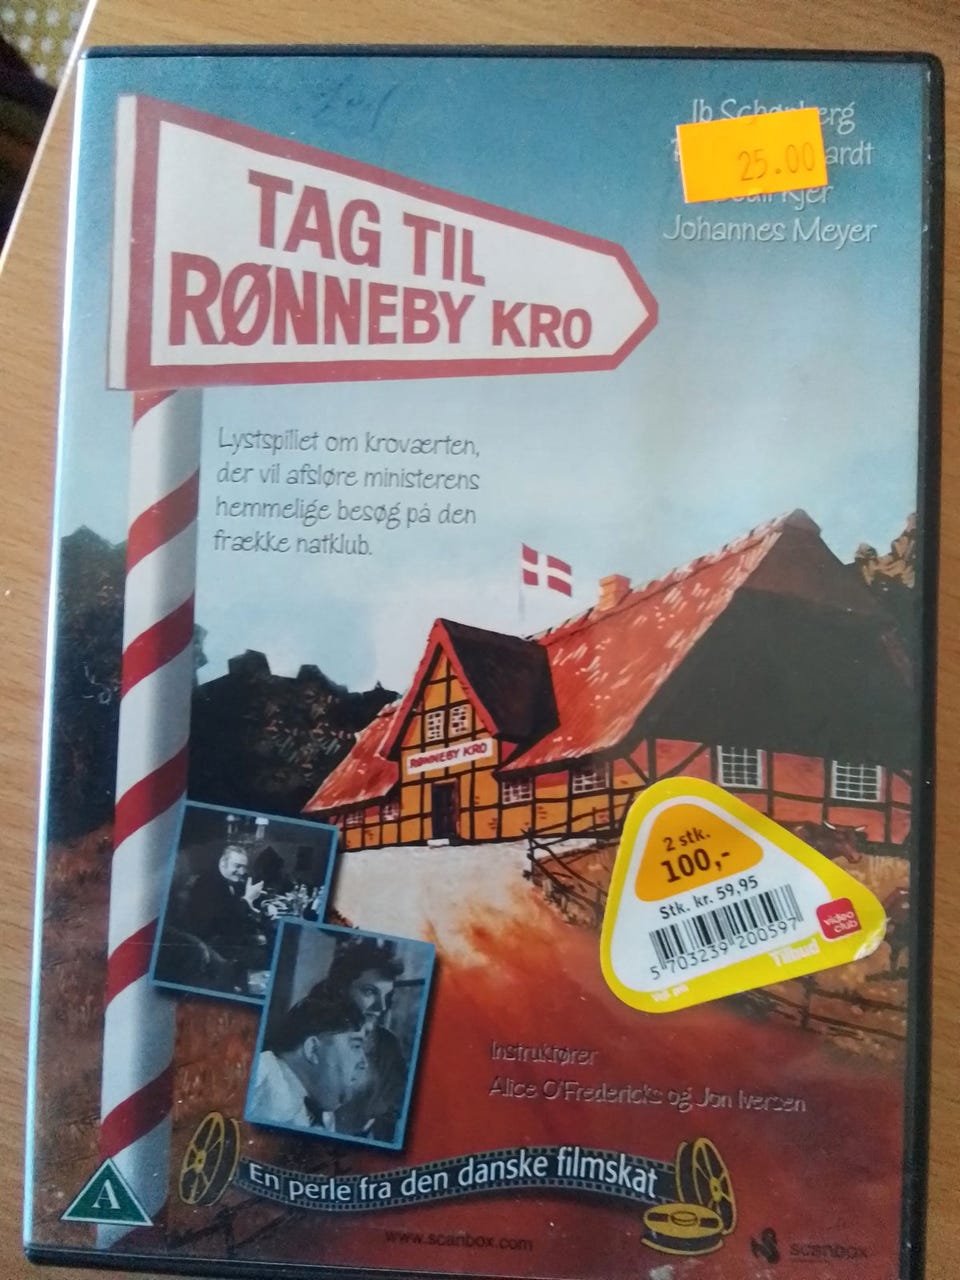 TAG TIL
RØNNEBY KRO
Ib Schønberg
25.00
Johannes Meyer
Lystspillet om kroværten,
der vil afsløre ministerens
hemmelige besøg på den
frække natklub.
RØNNEBY KRO
2 stk.
100,-
Stk. kr. 59,95
5 703239 200597
video
club
Tilbud
Instruktører
Alice O'Fredericks og Jon Iversen
En perle fra den danske filmskat
A
www.scanbox.com
scanbox